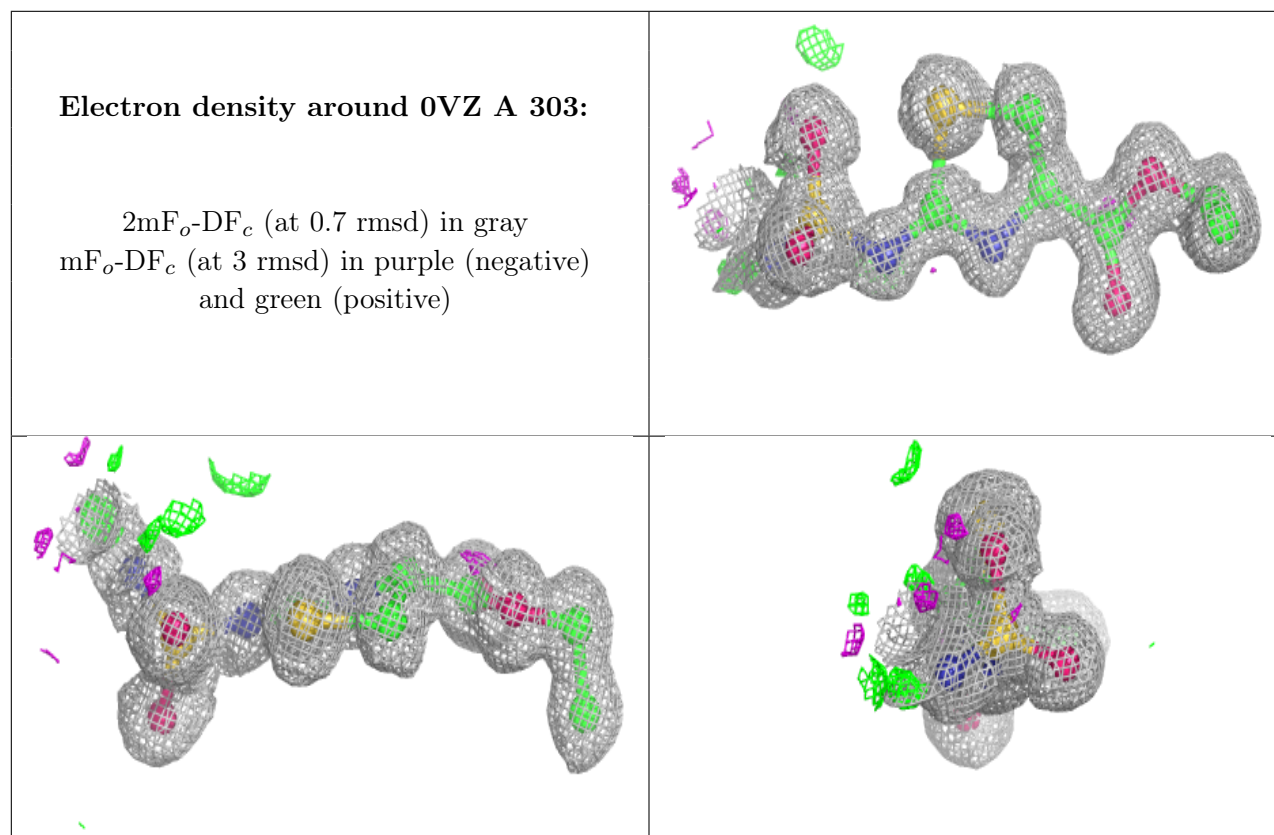 Electron density around 0VZ A 303:
2mFo-DFc (at 0.7 rmsd) in gray
mFo-DFc (at 3 rmsd) in purple (negative)
and green (positive)